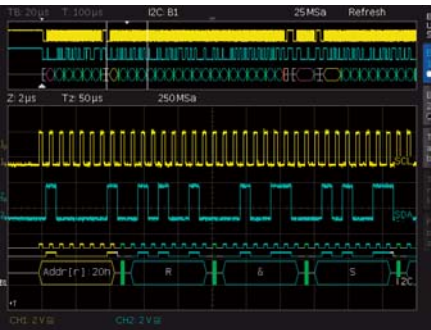 TB: 20µs T: 100µs I2C: B1 25MSa Refresh
Z: 2µs Tz: 50µs 250MSa
SCL
SDA
Addr[r]: 20h R & S
I2C
CH1: 2V CH2: 2V